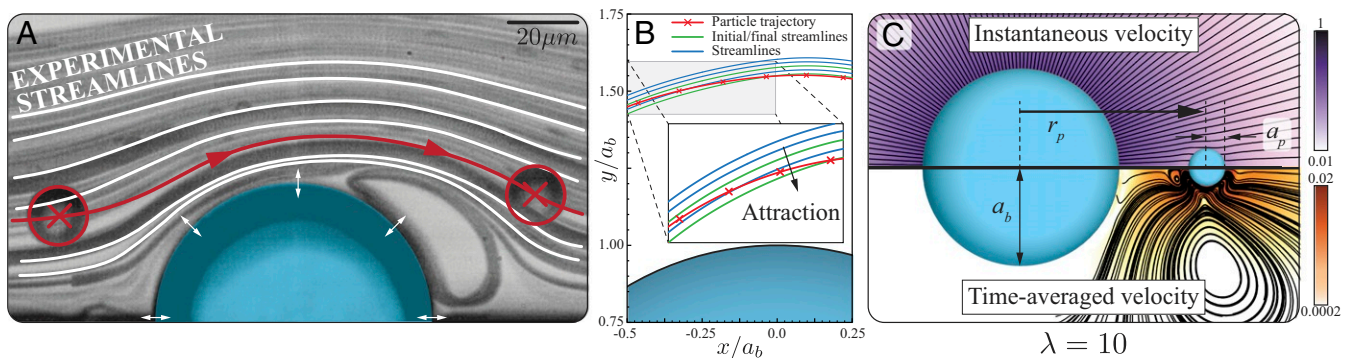 A
EXPERIMENTAL
STREAMLINES
20μm
B
Particle trajectory
Initial/final streamlines
Streamlines
Attraction
1.75
1.50
1.25
1.00
0.75
y/a_b
-0.5
-0.25
0.0
0.25
x/a_b
C
Instantaneous velocity
r_p
a_p
a_b
Time-averaged velocity
1
0.01
0.02
0.0002
λ = 10